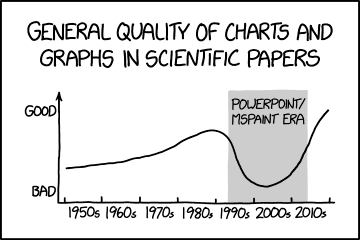 GENERAL QUALITY OF CHARTS AND
GRAPHS IN SCIENTIFIC PAPERS
GOOD
POWERPOINT/
MSPAINT ERA
BAD
1950s 1960s 1970s 1980s 1990s 2000s 2010s